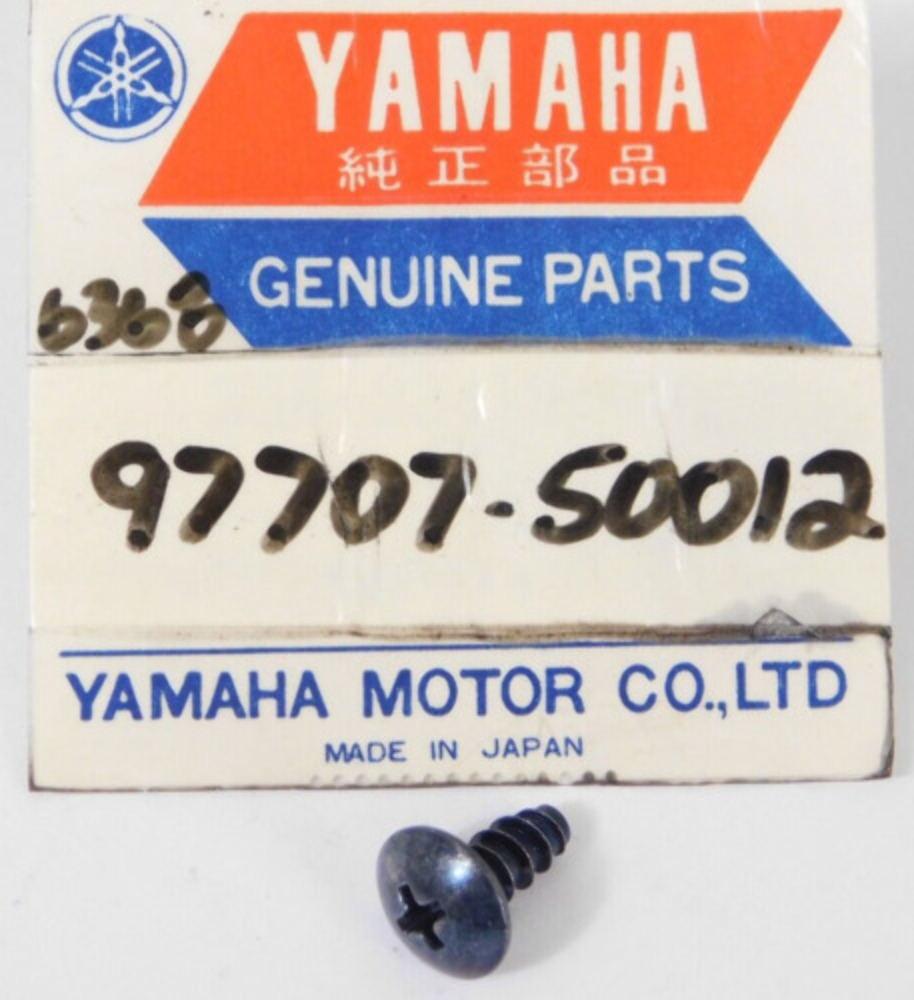 YAMAHA
純正部品
GENUINE PARTS
6368
97707-50012
YAMAHA MOTOR CO.,LTD
MADE IN JAPAN